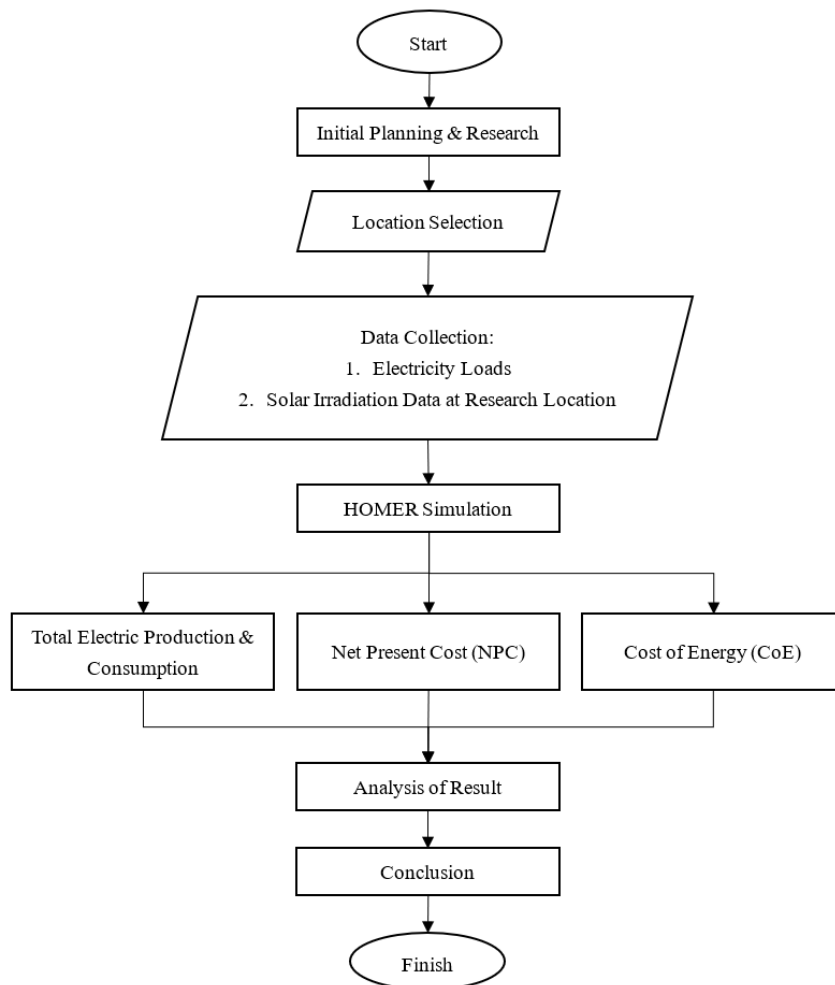 Start
Initial Planning & Research
Location Selection
Data Collection:
1. Electricity Loads
2. Solar Irradiation Data at Research Location
HOMER Simulation
Total Electric Production &
Consumption
Net Present Cost (NPC)
Cost of Energy (CoE)
Analysis of Result
Conclusion
Finish